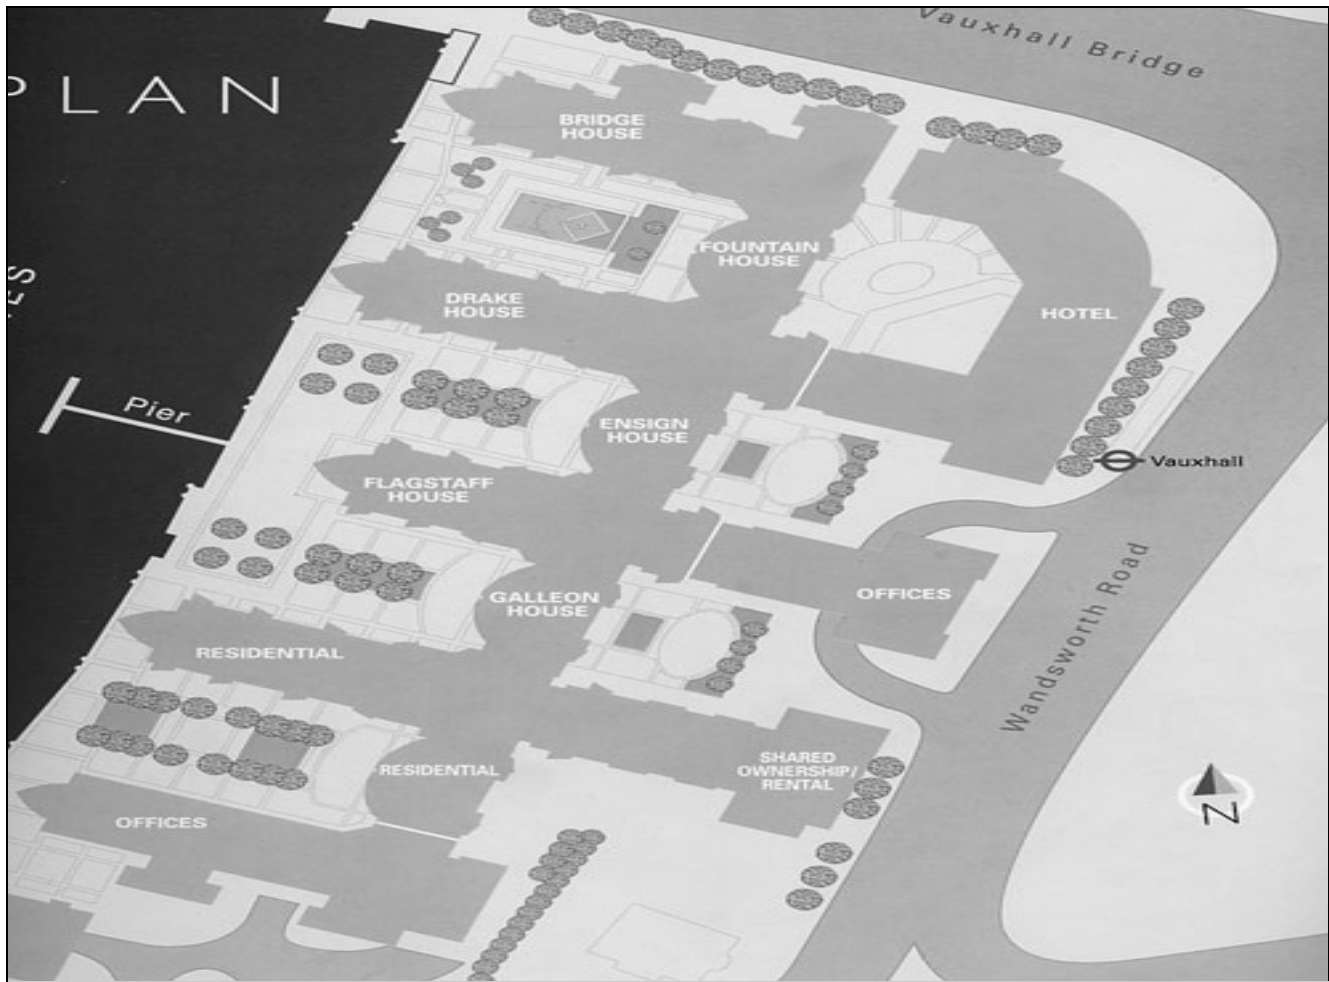 Vauxhall Bridge
PLAN
BRIDGE
HOUSE
FOUNTAIN
HOUSE
DRAKE
HOUSE
HOTEL
Pier
ENSIGN
HOUSE
Vauxhall
FLAGSTAFF
HOUSE
OFFICES
GALLEON
HOUSE
Wandsworth Road
RESIDENTIAL
SHARED
OWNERSHIP/
RENTAL
RESIDENTIAL
OFFICES
N